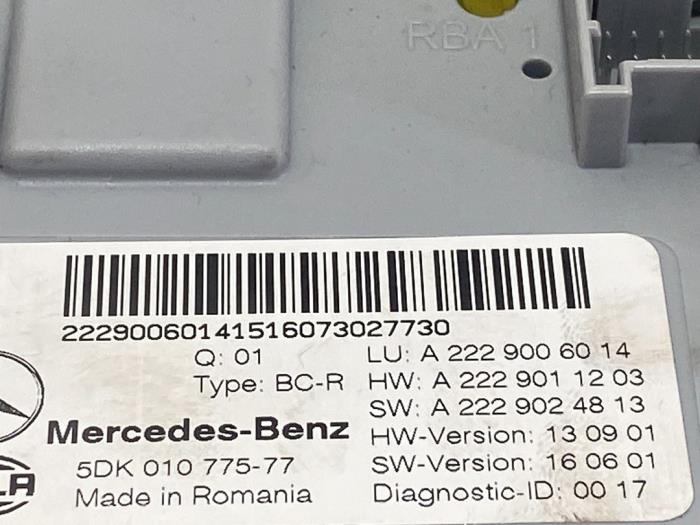 RBA 1
22290060141516073027730
Q: 01
Type: BC-R
Mercedes-Benz
5DK 010 775-77
Made in Romania
LU: A 222 900 60 14
HW: A 222 901 12 03
SW: A 222 902 48 13
HW-Version: 13 09 01
SW-Version: 16 06 01
Diagnostic-ID: 00 17
LA